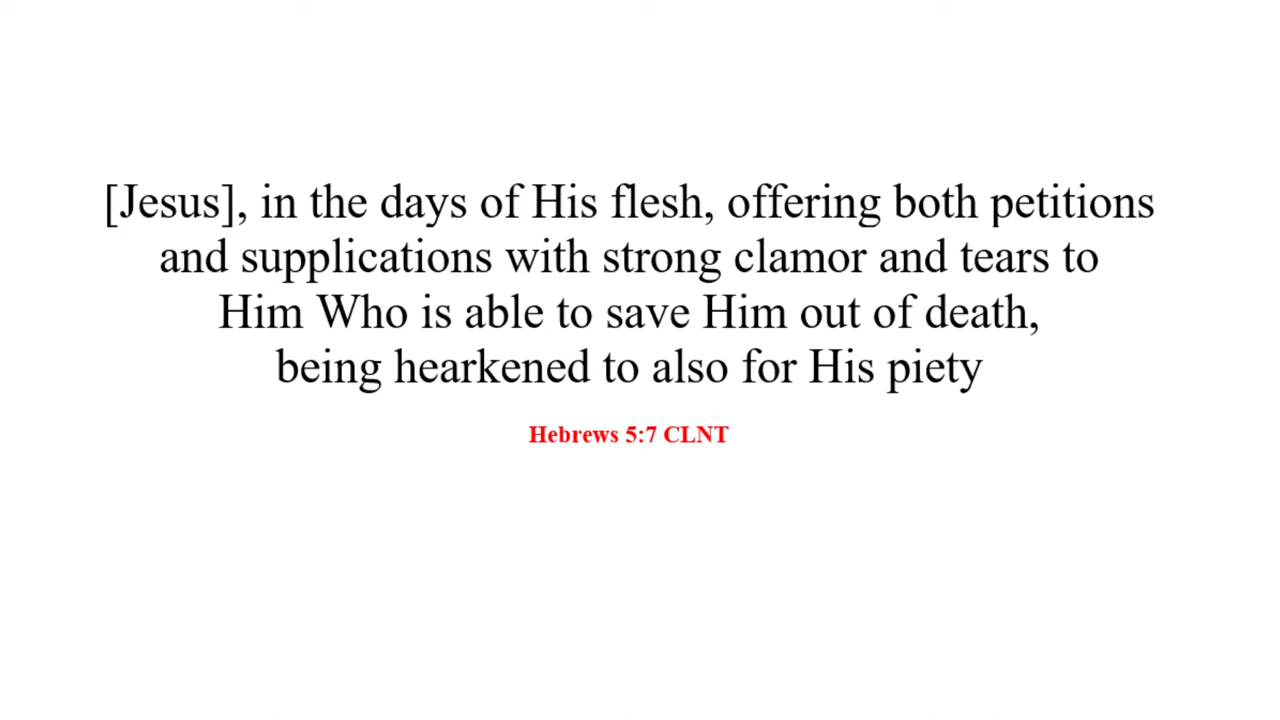 [Jesus], in the days of His flesh, offering both petitions
and supplications with strong clamor and tears to
Him Who is able to save Him out of death,
being hearkened to also for His piety
Hebrews 5:7 CLNT